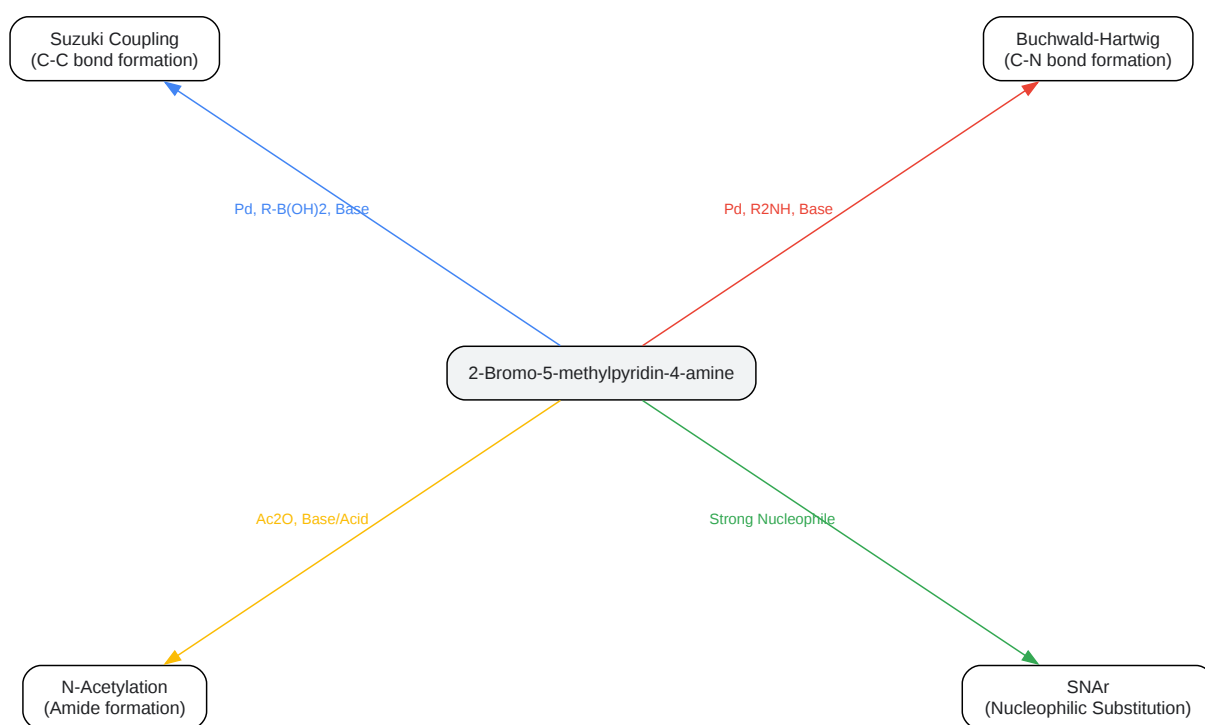 Suzuki Coupling
(C-C bond formation)
Buchwald-Hartwig
(C-N bond formation)
Pd, R-B(OH)2, Base
Pd, R2NH, Base
2-Bromo-5-methylpyridin-4-amine
Ac2O, Base/Acid
Strong Nucleophile
N-Acetylation
(Amide formation)
SNAr
(Nucleophilic Substitution)